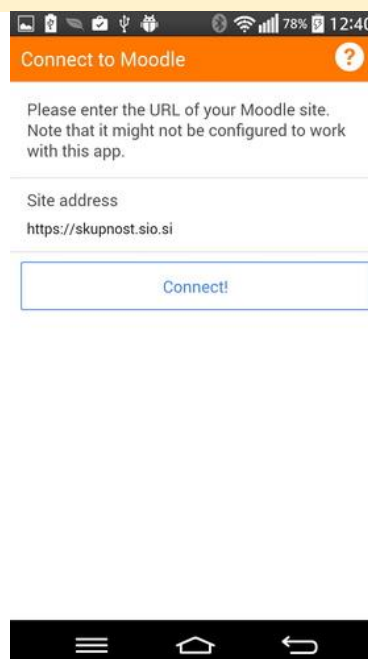 78% 12:40
Connect to Moodle ?
Please enter the URL of your Moodle site.
Note that it might not be configured to work
with this app.
Site address
https://skupnost.sio.si
Connect!